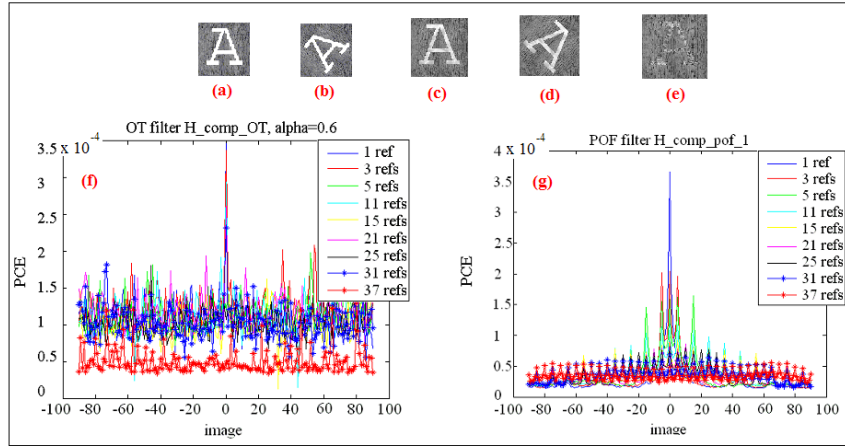 A A A A A
(a) (b) (c) (d) (e)
OT filter H_comp_OT, alpha=0.6
3.5 x 10 -4
(f)
1 ref
3 refs
5 refs
11 refs
15 refs
21 refs
25 refs
31 refs
37 refs
3
2.5
2
1.5
1
0.5
0
PCE
-100 -80 -60 -40 -20 0 20 40 60 80 100
image
POF filter H_comp_pof_1
4 x 10 -4
(g)
1 ref
3 refs
5 refs
11 refs
15 refs
21 refs
25 refs
31 refs
37 refs
3.5
3
2.5
2
1.5
1
0.5
0
PCE
-100 -80 -60 -40 -20 0 20 40 60 80 100
image